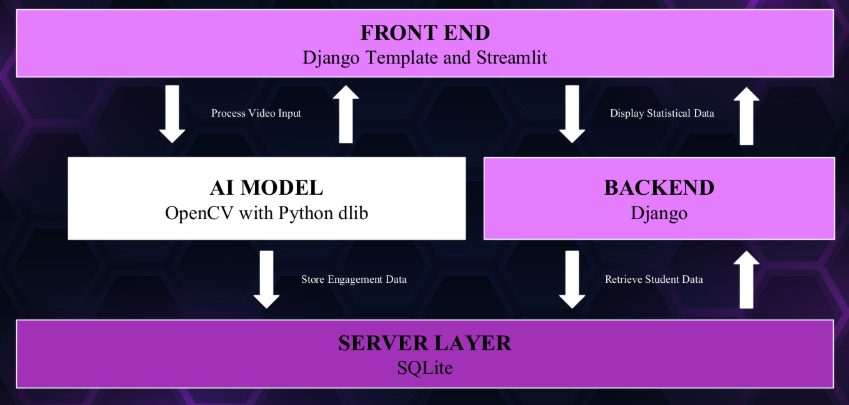 FRONT END
Django Template and Streamlit
Process Video Input
Display Statistical Data
AI MODEL
OpenCV with Python dlib
BACKEND
Django
Store Engagement Data
Retrieve Student Data
SERVER LAYER
SQLite